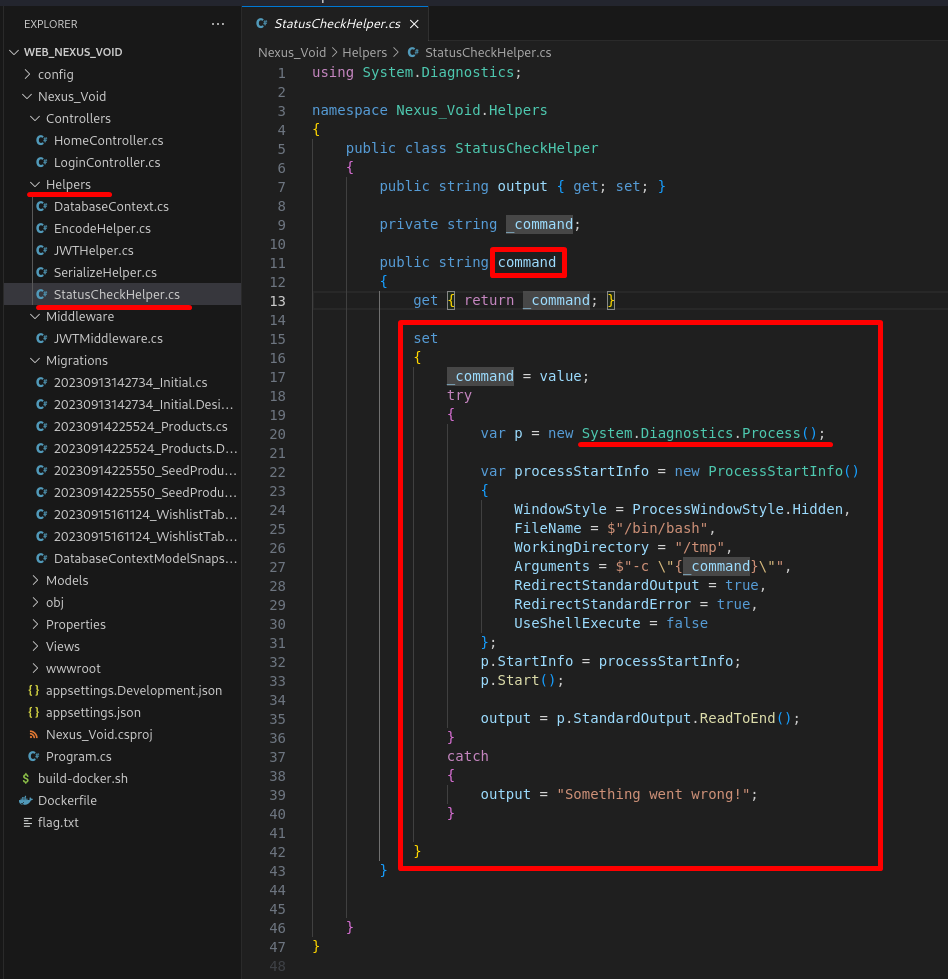 EXPLORER
WEB_NEXUS_VOID
config
Nexus_Void
Controllers
HomeController.cs
LoginController.cs
Helpers
DatabaseContext.cs
EncodeHelper.cs
JWTHelper.cs
SerializeHelper.cs
StatusCheckHelper.cs
Middleware
JWTMiddleware.cs
Migrations
20230913142734_Initial.cs
20230913142734_Initial.Desi...
20230914225524_Products.cs
20230914225524_Products.D...
20230914225550_SeedProdu...
20230914225550_SeedProdu...
20230915161124_WishlistTab...
20230915161124_WishlistTab...
DatabaseContextModelSnaps...
Models
obj
Properties
Views
wwwroot
{} appsettings.Development.json
{} appsettings.json
Nexus_Void.csproj
Program.cs
$ build-docker.sh
Dockerfile
flag.txt
StatusCheckHelper.cs ×
Nexus_Void > Helpers > StatusCheckHelper.cs
1 using System.Diagnostics;
2
3 namespace Nexus_Void.Helpers
4 {
5 public class StatusCheckHelper
6 {
7 public string output { get; set; }
8
9 private string _command;
10
11 public string command
12 {
13 get { return _command; }
14
15 set
16 {
17 _command = value;
18 try
19 {
20 var p = new System.Diagnostics.Process();
21
22 var processStartInfo = new ProcessStartInfo()
23 {
24 WindowStyle = ProcessWindowStyle.Hidden,
25 FileName = $"/bin/bash",
26 WorkingDirectory = "/tmp",
27 Arguments = $"-c \"{_command}\"",
28 RedirectStandardOutput = true,
29 RedirectStandardError = true,
30 UseShellExecute = false
31 };
32 p.StartInfo = processStartInfo;
33 p.Start();
34
35 output = p.StandardOutput.ReadToEnd();
36 }
37 catch
38 {
39 output = "Something went wrong!";
40 }
41
42 }
43 }
44
45
46 }
47 }
48